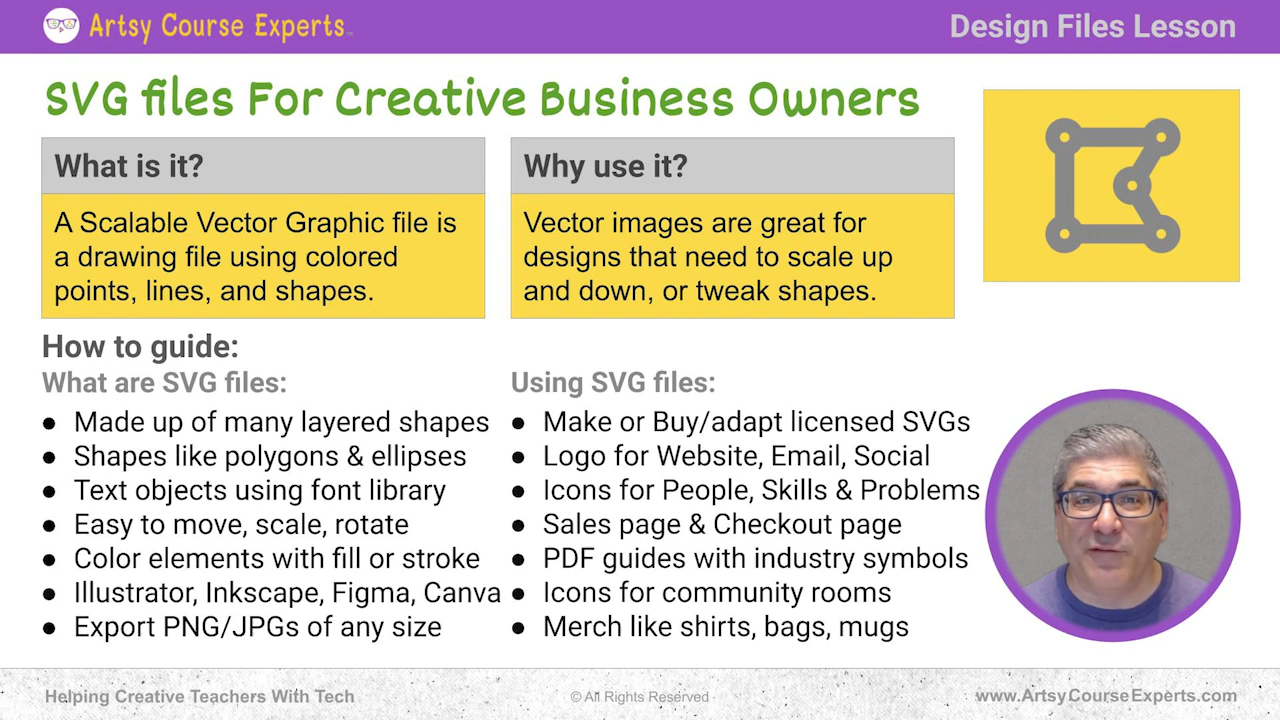 Artsy Course Experts
Design Files Lesson
SVG files For Creative Business Owners
What is it?
A Scalable Vector Graphic file is
a drawing file using colored
points, lines, and shapes.
Why use it?
Vector images are great for
designs that need to scale up
and down, or tweak shapes.
How to guide:
What are SVG files:
● Made up of many layered shapes
● Shapes like polygons & ellipses
● Text objects using font library
● Easy to move, scale, rotate
● Color elements with fill or stroke
● Illustrator, Inkscape, Figma, Canva
● Export PNG/JPGs of any size
Using SVG files:
● Make or Buy/adapt licensed SVGs
● Logo for Website, Email, Social
● Icons for People, Skills & Problems
● Sales page & Checkout page
● PDF guides with industry symbols
● Icons for community rooms
● Merch like shirts, bags, mugs
Helping Creative Teachers With Tech
© All Rights Reserved
www.ArtsyCourseExperts.com